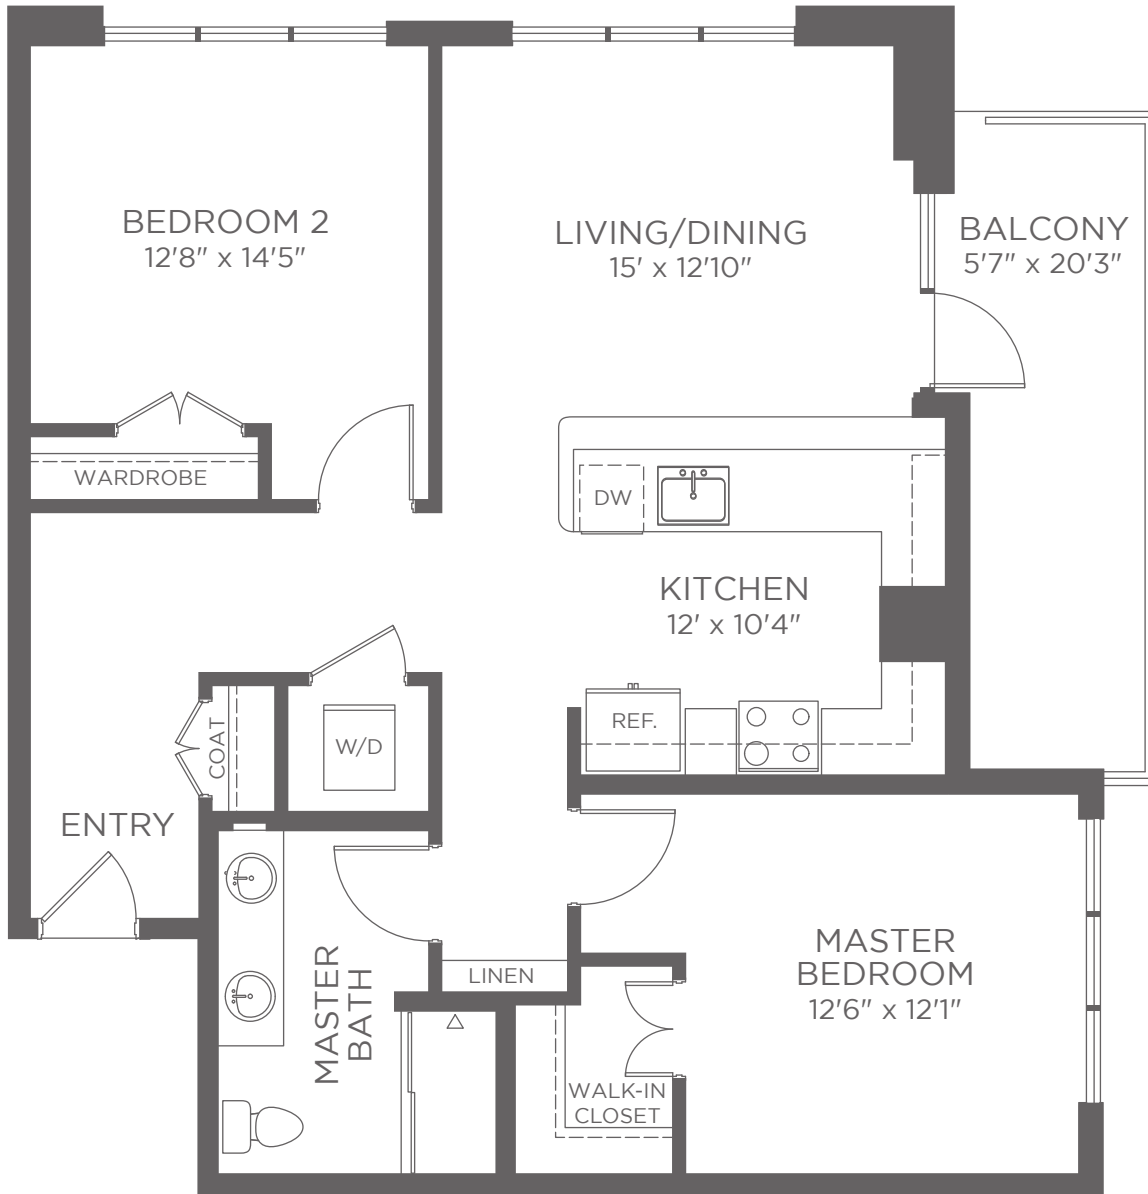 BEDROOM 2
12'8" x 14'5"
LIVING/DINING
15' x 12'10"
BALCONY
5'7" x 20'3"
WARDROBE
DW
KITCHEN
12' x 10'4"
REF.
COAT
W/D
ENTRY
MASTER
BATH
LINEN
MASTER
BEDROOM
12'6" x 12'1"
WALK-IN
CLOSET